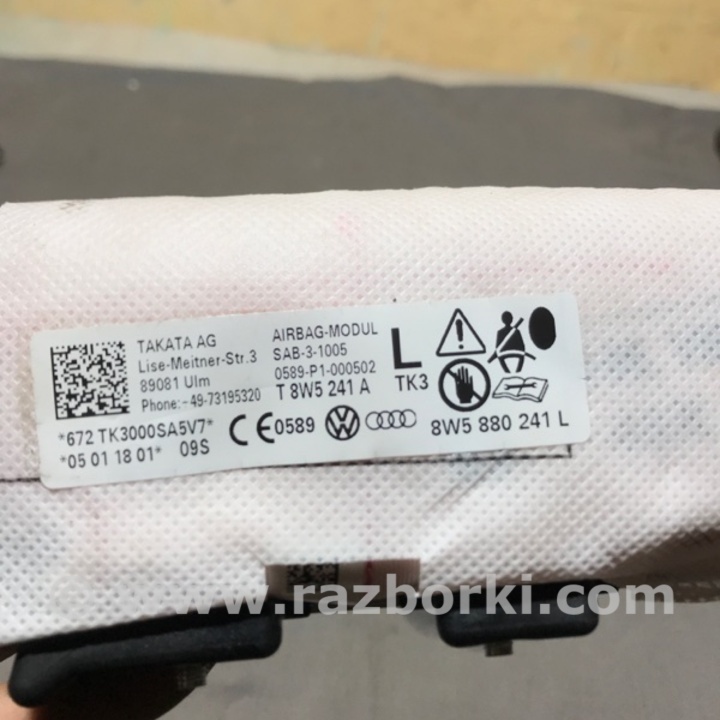 TAKATA AG
Lise-Meitner-Str.3
89081 Ulm
Phone:-49-73195320
AIRBAG-MODUL
SAB-3-1005
0589-P1-000502
T 8W5 241 A
L
TK3
*672 TK3000SA5V7*
*05 01 18 01* 09S
CE0589
8W5 880 241 L
www.razborki.com